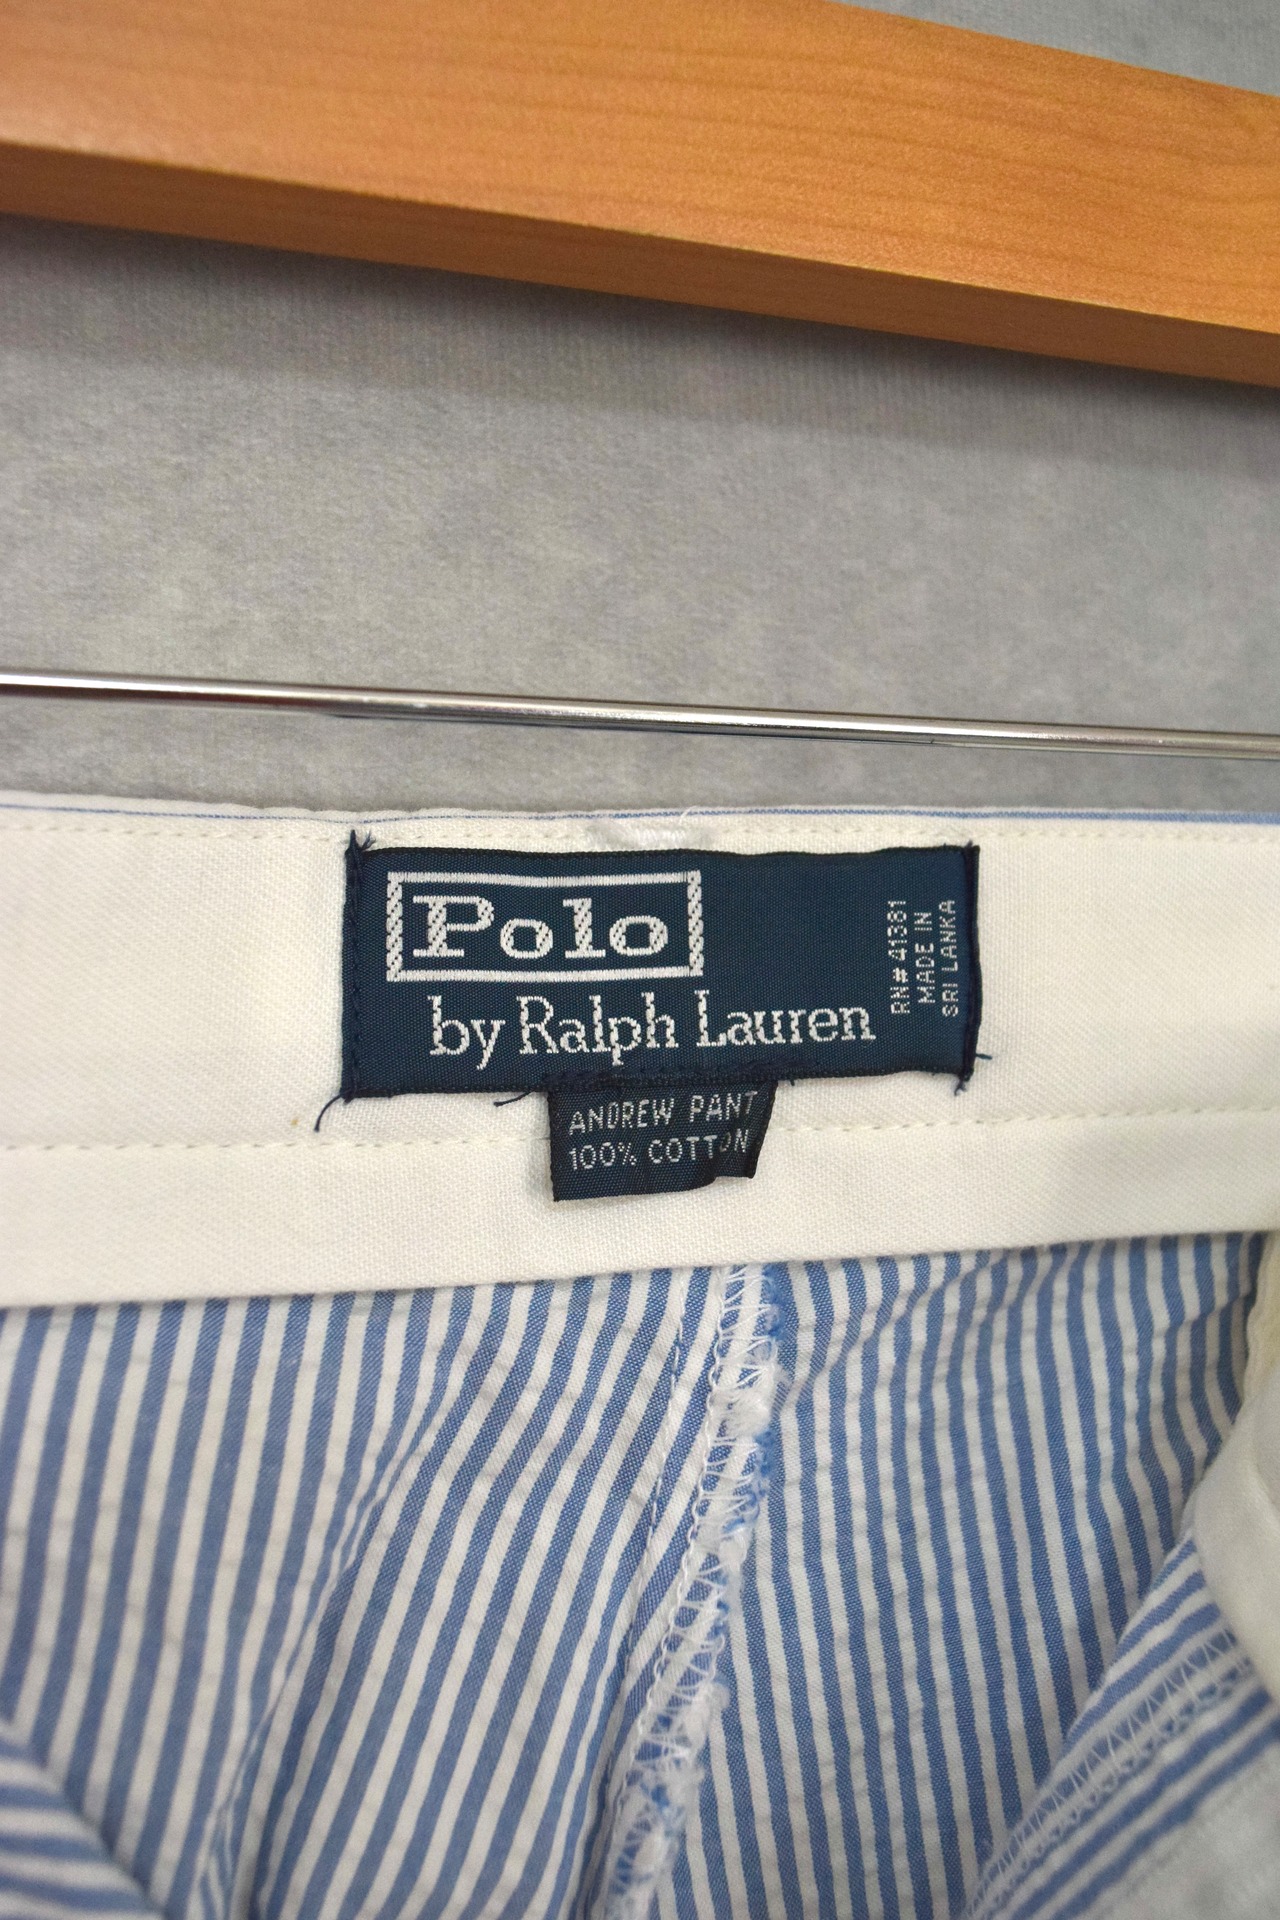 Polo
by Ralph Lauren
RN# 41381
MADE IN
SRI LANKA
ANDREW PANT
100% COTTON